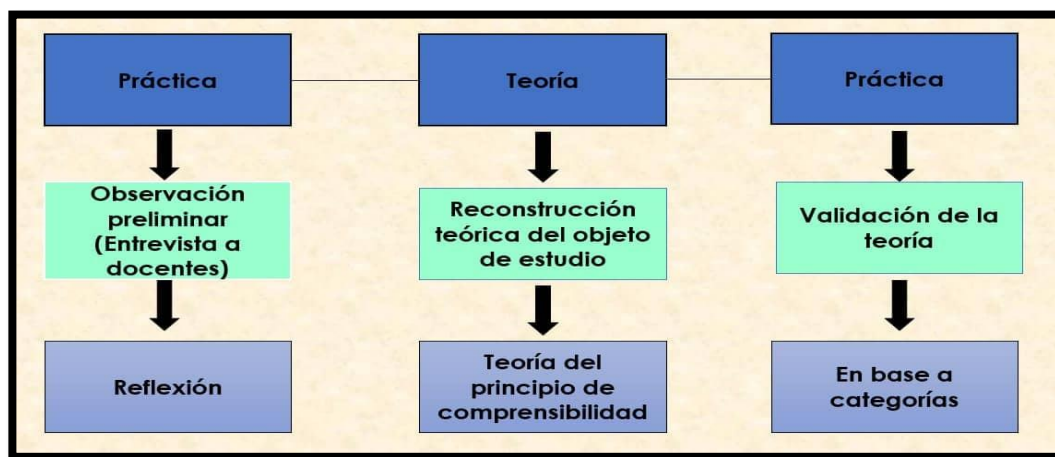 Práctica
Teoría
Práctica
Observación
preliminar
(Entrevista a
docentes)
Reconstrucción
teórica del objeto
de estudio
Validación de la
teoría
Reflexión
Teoría del
principio de
comprensibilidad
En base a
categorías